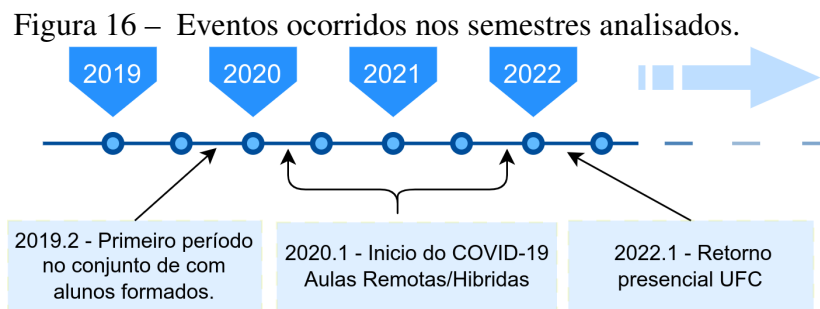 Figura 16 – Eventos ocorridos nos semestres analisados.
2019
2020
2021
2022
2019.2 - Primeiro período
no conjunto de com
alunos formados.
2020.1 - Inicio do COVID-19
Aulas Remotas/Hibridas
2022.1 - Retorno
presencial UFC